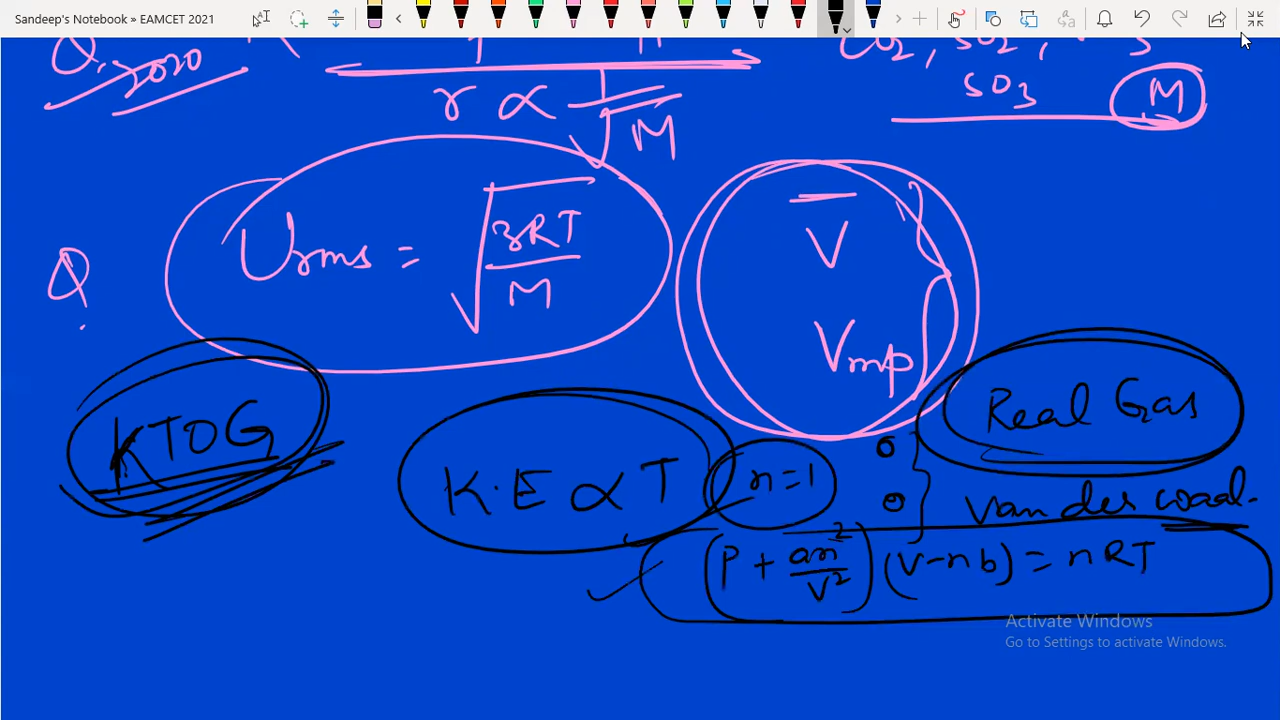 Sandeep's Notebook » EAMCET 2021
Q. 2020
r ∝ 1/√M
CO2, SO2,
SO3
M
Q
Urms = √(3RT/M)
V̅
Vmp
KTOG
K.E ∝ T
n=1
Real Gas
van der waal
(P + an²/V²)(V-nb) = nRT
Activate Windows
Go to Settings to activate Windows.